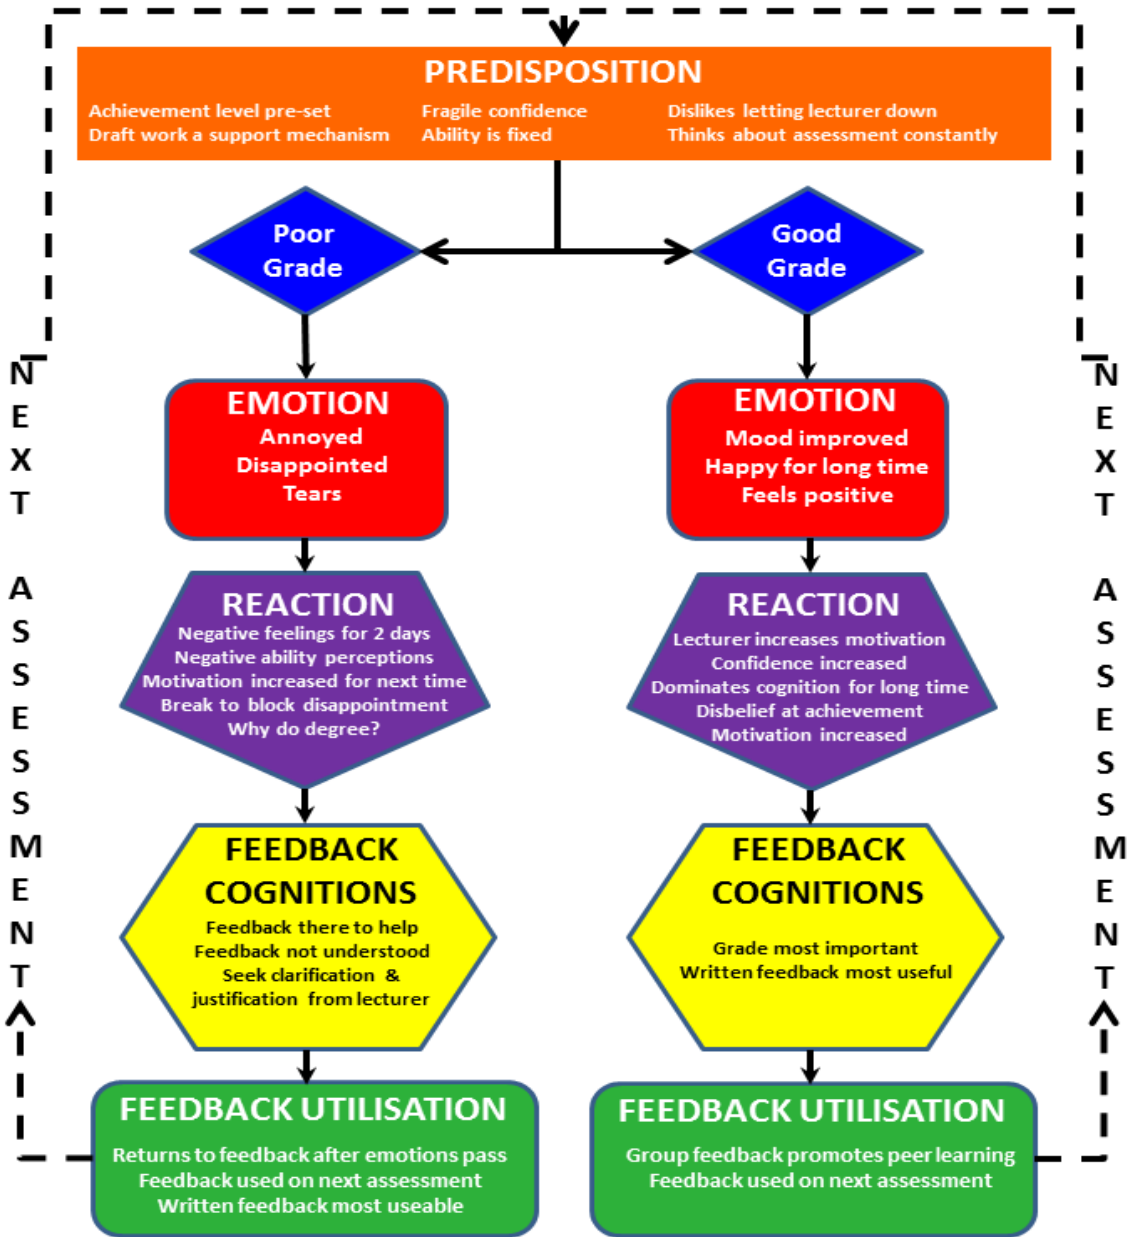 PREDISPOSITION
Achievement level pre-set
Draft work a support mechanism
Fragile confidence
Ability is fixed
Dislikes letting lecturer down
Thinks about assessment constantly
Poor
Grade
Good
Grade
EMOTION
Annoyed
Disappointed
Tears
EMOTION
Mood improved
Happy for long time
Feels positive
REACTION
Negative feelings for 2 days
Negative ability perceptions
Motivation increased for next time
Break to block disappointment
Why do degree?
REACTION
Lecturer increases motivation
Confidence increased
Dominates cognition for long time
Disbelief at achievement
Motivation increased
FEEDBACK
COGNITIONS
Feedback there to help
Feedback not understood
Seek clarification &
justification from lecturer
FEEDBACK
COGNITIONS
Grade most important
Written feedback most useful
FEEDBACK UTILISATION
Returns to feedback after emotions pass
Feedback used on next assessment
Written feedback most useable
FEEDBACK UTILISATION
Group feedback promotes peer learning
Feedback used on next assessment
NEXT ASSESSMENT
NEXT ASSESSMENT